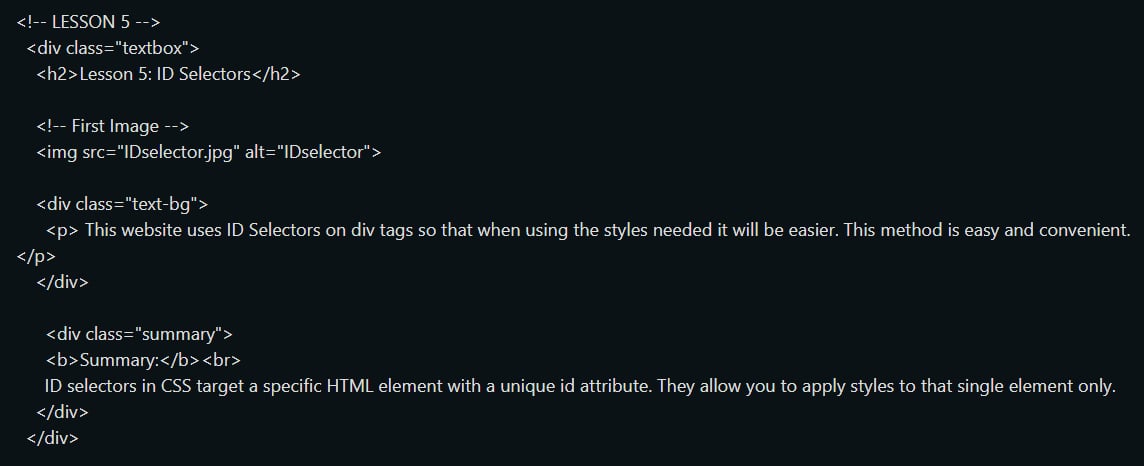 <!-- LESSON 5 -->
<div class="textbox">
<h2>Lesson 5: ID Selectors</h2>
<!-- First Image -->
<img src="IDselector.jpg" alt="IDselector">
<div class="text-bg">
<p> This website uses ID Selectors on div tags so that when using the styles needed it will be easier. This method is easy and convenient.
</p>
</div>
<div class="summary">
<b>Summary:</b><br>
ID selectors in CSS target a specific HTML element with a unique id attribute. They allow you to apply styles to that single element only.
</div>
</div>